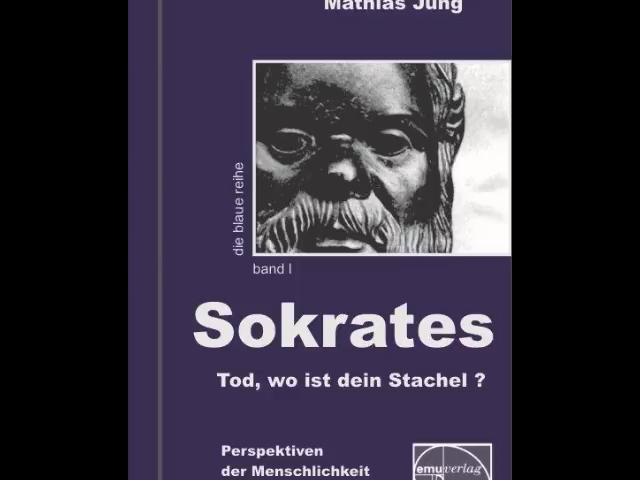 Mathias Jung
die blaue reihe
band I
Sokrates
Tod, wo ist dein Stachel ?
Perspektiven
der Menschlichkeit
emuverlag